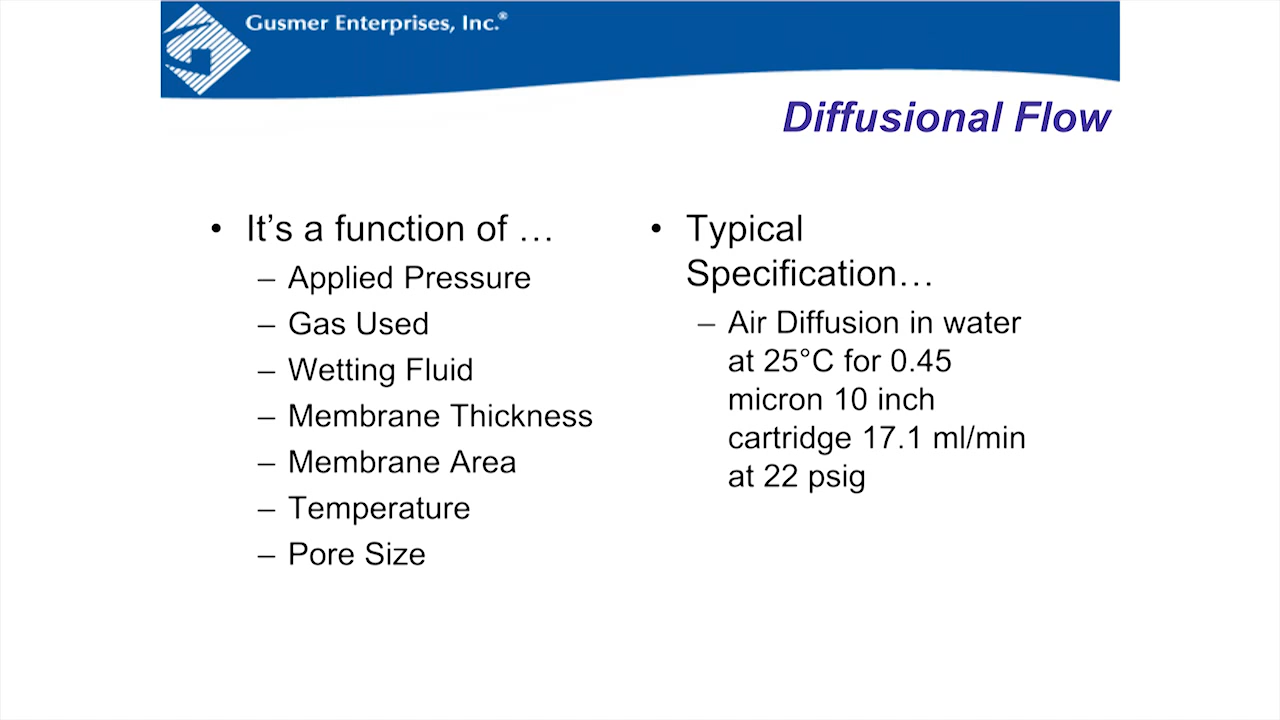 Gusmer Enterprises, Inc.®
Diffusional Flow
• It's a function of …
– Applied Pressure
– Gas Used
– Wetting Fluid
– Membrane Thickness
– Membrane Area
– Temperature
– Pore Size
• Typical
Specification…
– Air Diffusion in water
at 25°C for 0.45
micron 10 inch
cartridge 17.1 ml/min
at 22 psig